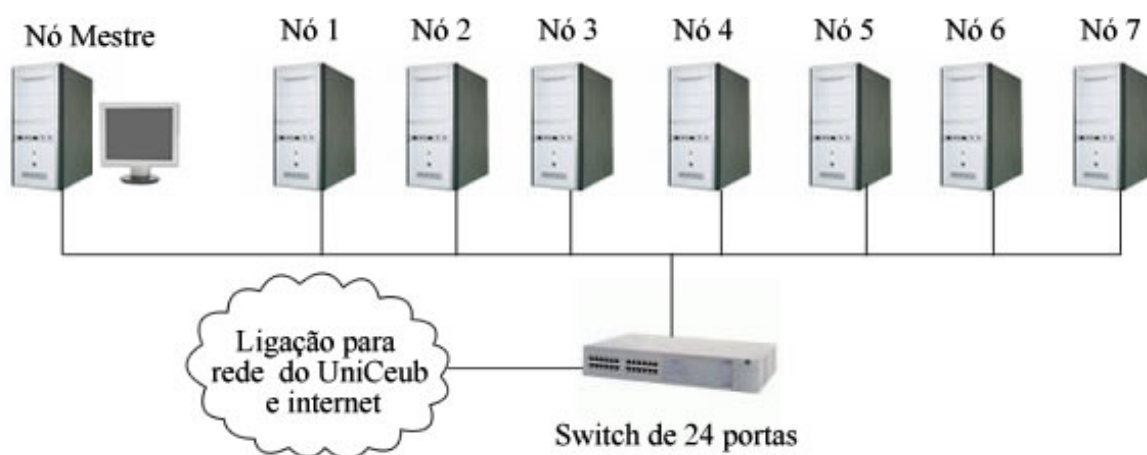 Nó Mestre
Nó 1
Nó 2
Nó 3
Nó 4
Nó 5
Nó 6
Nó 7
Ligação para
rede do UniCeub
e internet
Switch de 24 portas